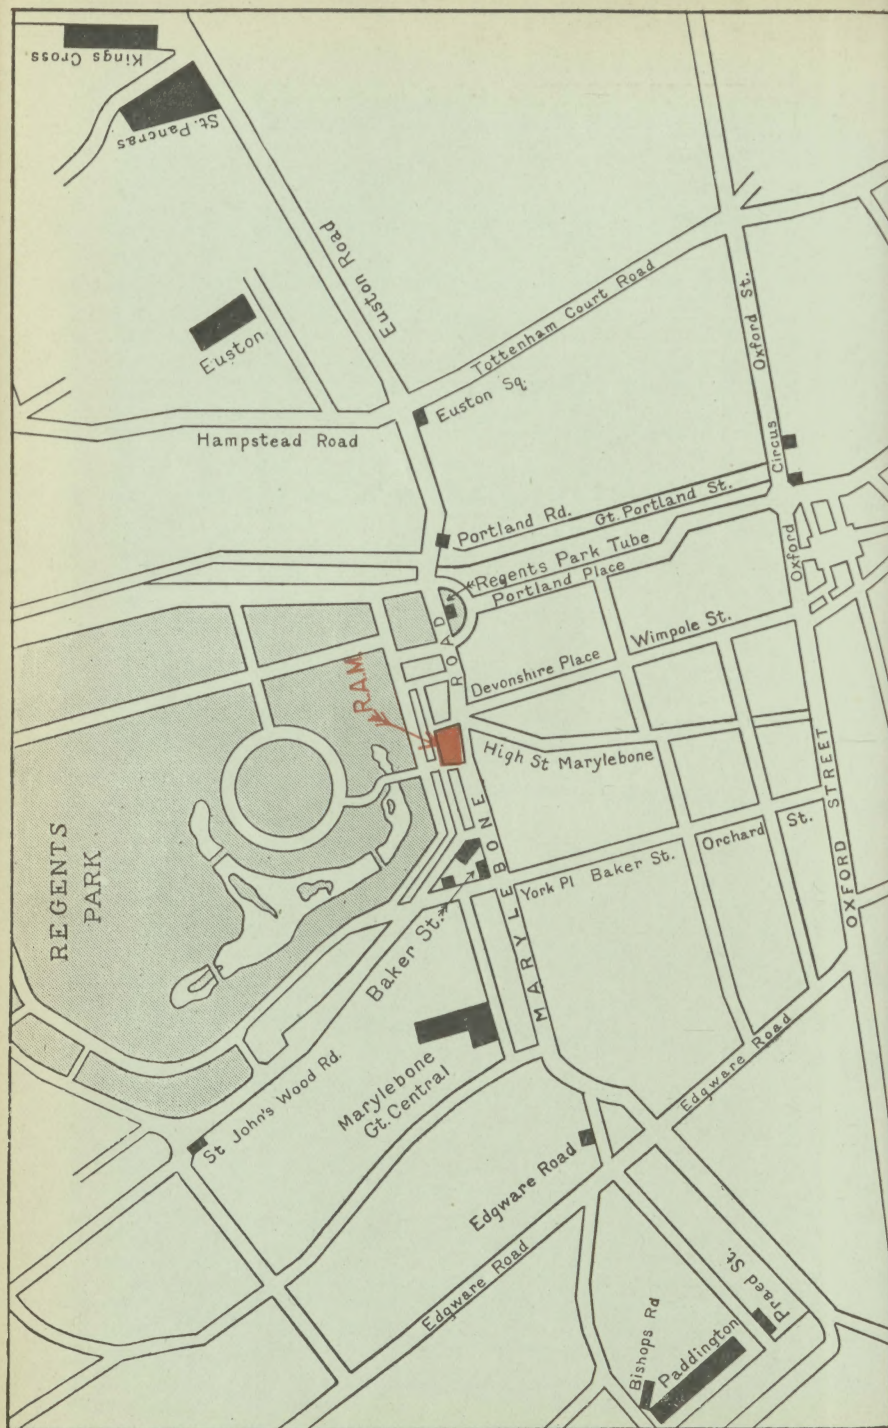 Kings Cross
St. Pancras
Euston Road
Euston
Tottenham Court Road
Oxford St.
Hampstead Road
Euston Sq.
Circus
Oxford
Portland Rd.
Gt. Portland St.
Regents Park Tube
Portland Place
R.A.M.
ROAD
Devonshire Place
Wimpole St.
High St Marylebone
REGENTS
PARK
MARYLEBONE
York Pl Baker St.
Orchard St.
OXFORD STREET
Baker St.
Marylebone
Gt. Central
St John's Wood Rd.
Edgware Road
Edgware Road
Edgware Road
Praed St.
Bishops Rd
Paddington